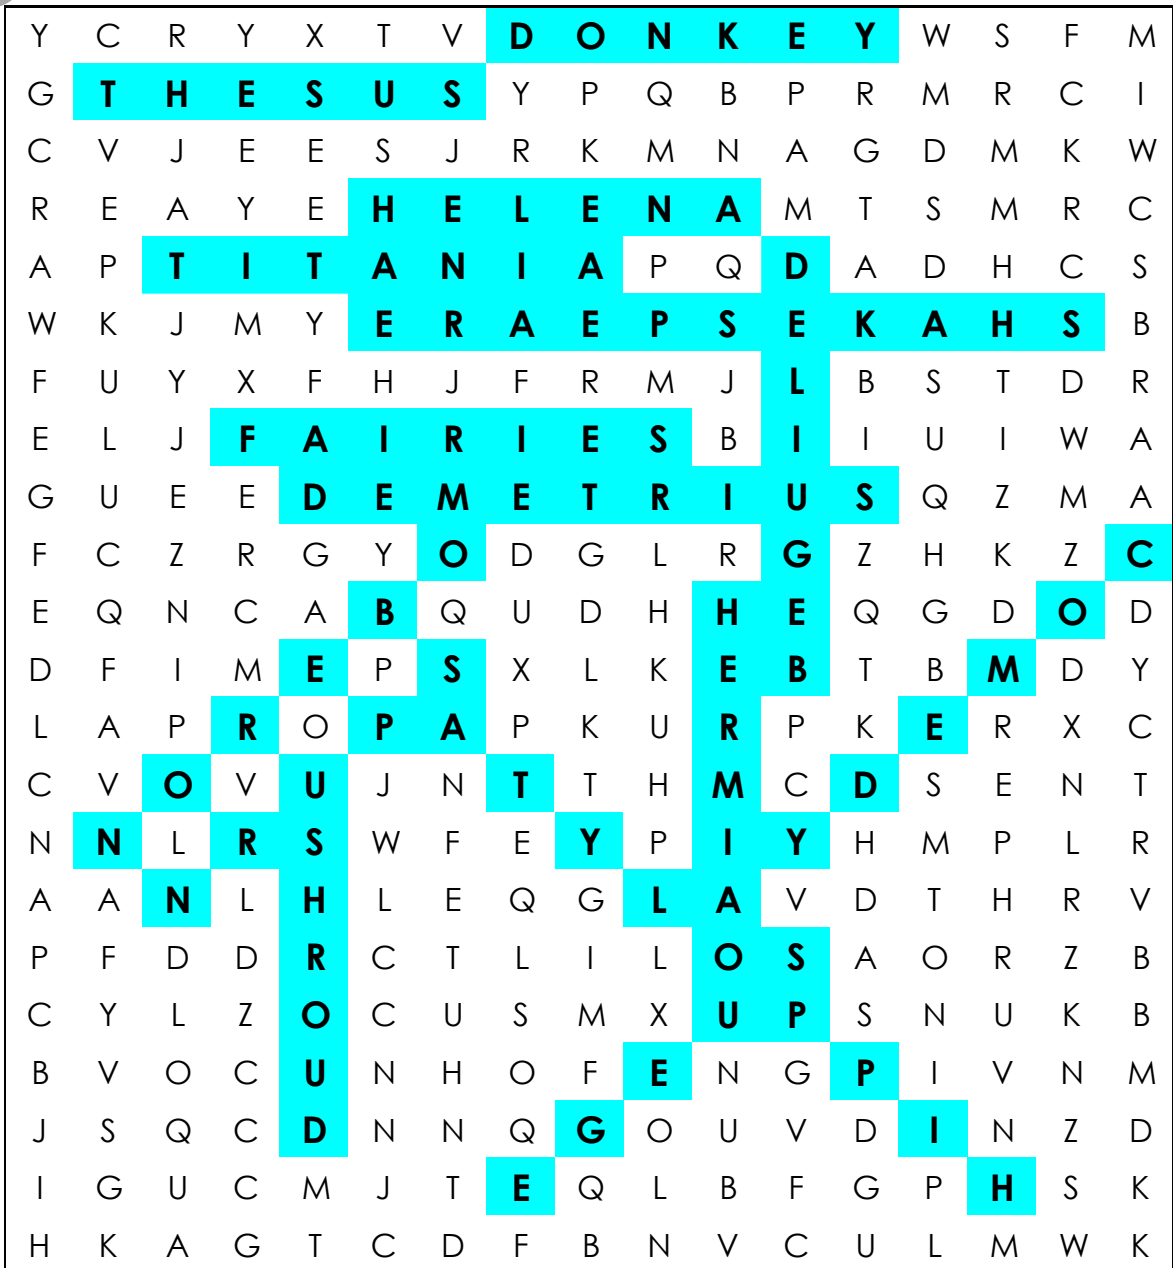 Y C R Y X T V D O N K E Y W S F M
G T H E S U S Y P Q B P R M R C I
C V J E E S J R K M N A G D M K W
R E A Y E H E L E N A M T S M R C
A P T I T A N I A P Q D A D H C S
W K J M Y E R A E P S E K A H S B
F U Y X F H J F R M J L B S T D R
E L J F A I R I E S B I I U I W A
G U E E D E M E T R I U S Q Z M A
F C Z R G Y O D G L R G Z H K Z C
E Q N C A B Q U D H H E Q G D O D
D F I M E P S X L K E B T B M D Y
L A P R O P A P K U R P K E R X C
C V O V U J N T T H M C D S E N T
N N L R S W F E Y P I Y H M P L R
A A N L H L E Q G L A V D T H R V
P F D D R C T L I L O S A O R Z B
C Y L Z O C U S M X U P S N U K B
B V O C U N H O F E N G P I V N M
J S Q C D N N Q G O U V D I N Z D
I G U C M J T E Q L B F G P H S K
H K A G T C D F B N V C U L M W K